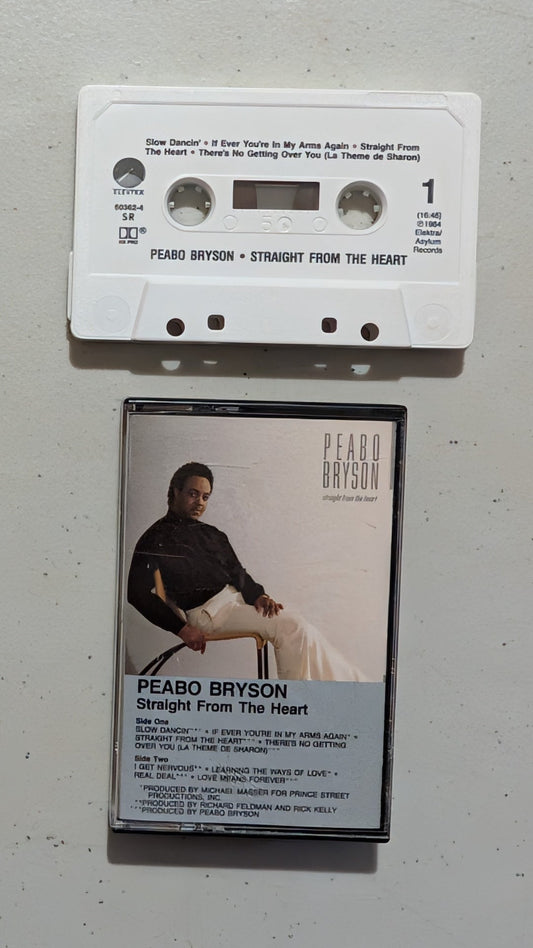 Slow Dancin' • If Ever You're In My Arms Again • Straight From
The Heart • There's No Getting Over You (La Theme de Sharon)
ELEKTRA
60362-4
SR
®
HX PRO
1
(16:46)
℗1984
Elektra/
Asylum
Records
50
PEABO BRYSON • STRAIGHT FROM THE HEART
PEABO
BRYSON
straight from the heart
PEABO BRYSON
Straight From The Heart
Side One
SLOW DANCIN'*** • IF EVER YOU'RE IN MY ARMS AGAIN* •
STRAIGHT FROM THE HEART*** • THERE'S NO GETTING
OVER YOU (LA THEME DE SHARON)***
Side Two
I GET NERVOUS** • LEARNING THE WAYS OF LOVE* •
REAL DEAL*** • LOVE MEANS FOREVER***
*PRODUCED BY MICHAEL MASSER FOR PRINCE STREET
PRODUCTIONS, INC.
**PRODUCED BY RICHARD FELDMAN AND RICK KELLY
***PRODUCED BY PEABO BRYSON